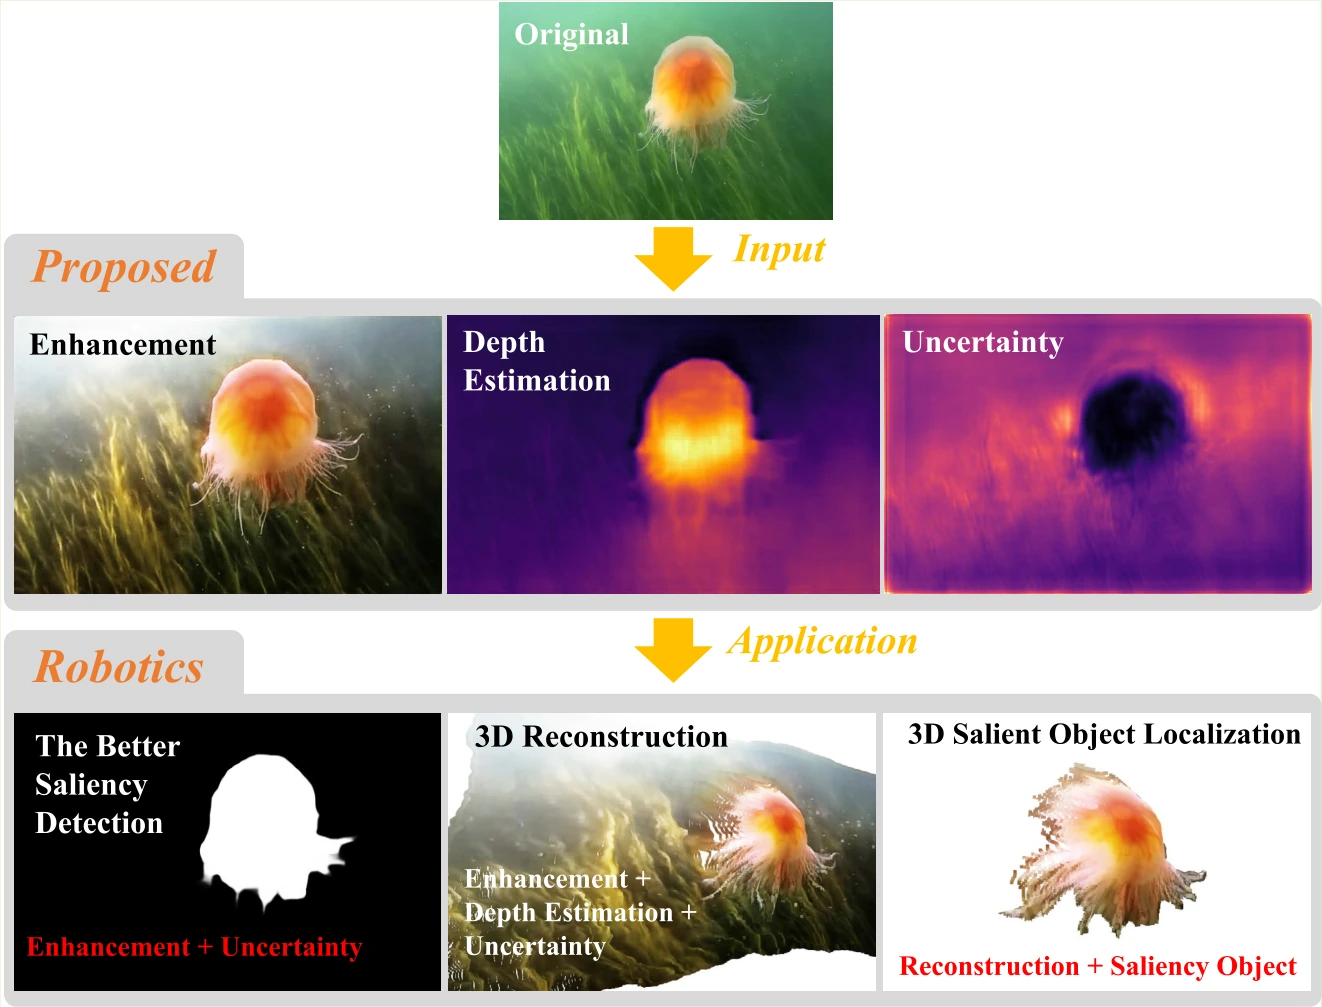 Original
Input
Proposed
Enhancement
Depth
Estimation
Uncertainty
Application
Robotics
The Better
Saliency
Detection
Enhancement + Uncertainty
3D Reconstruction
Enhancement +
Depth Estimation +
Uncertainty
3D Salient Object Localization
Reconstruction + Saliency Object